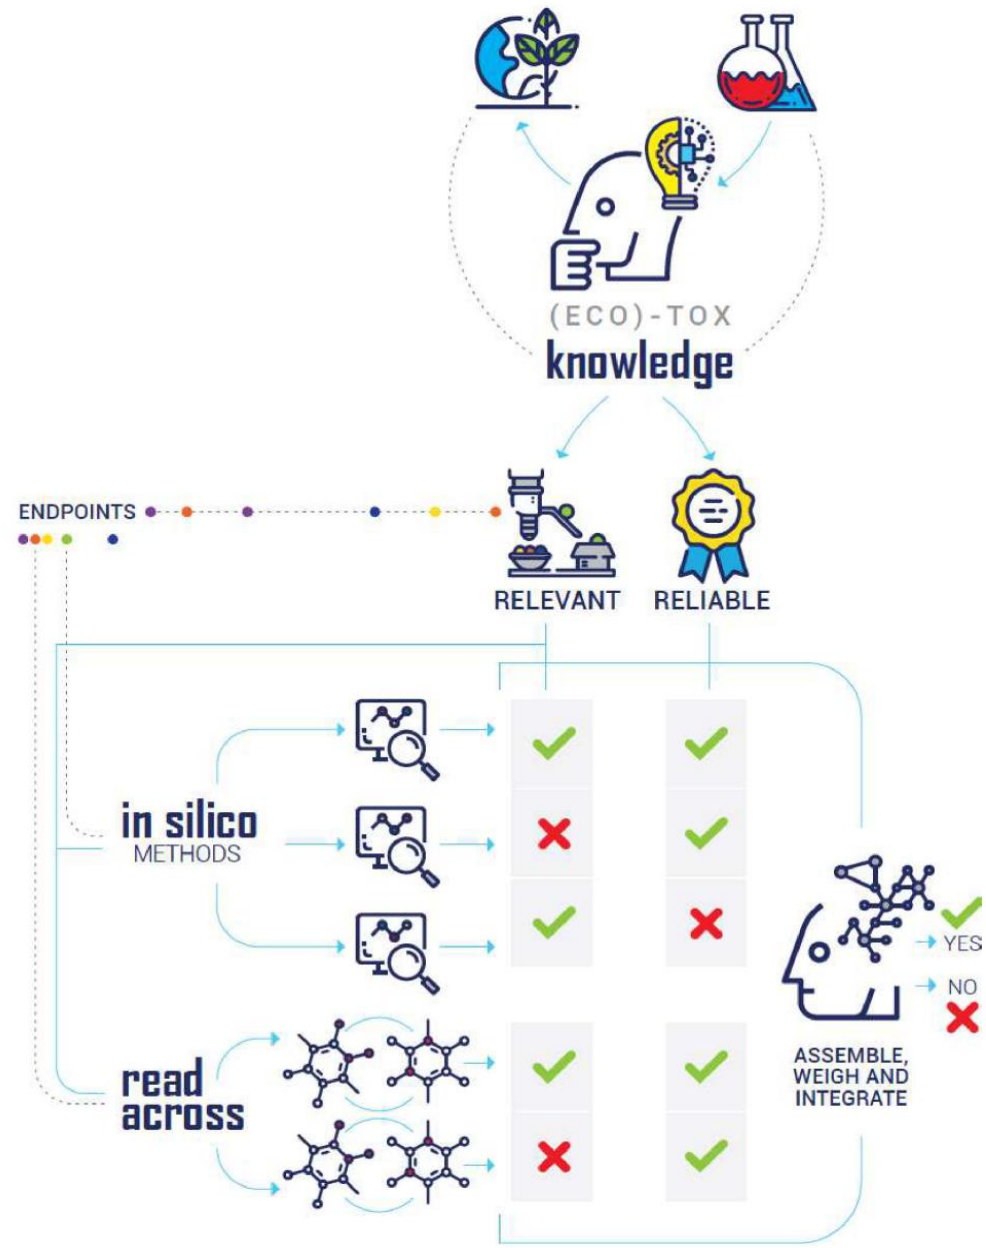 (ECO)-TOX
knowledge
ENDPOINTS
RELEVANT
RELIABLE
in silico
METHODS
YES
NO
ASSEMBLE,
WEIGH AND
INTEGRATE
read
across